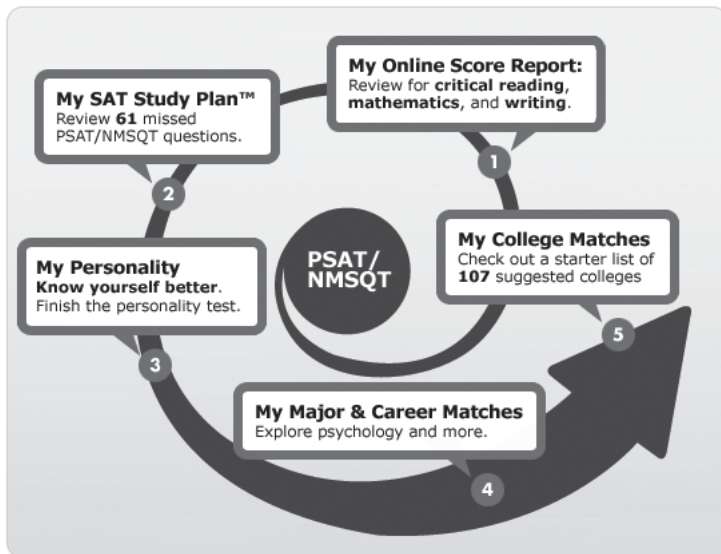 My Online Score Report:
Review for critical reading,
mathematics, and writing.
1
My SAT Study Plan™
Review 61 missed
PSAT/NMSQT questions.
2
My Personality
Know yourself better.
Finish the personality test.
3
My Major & Career Matches
Explore psychology and more.
4
My College Matches
Check out a starter list of
107 suggested colleges
5
PSAT/
NMSQT